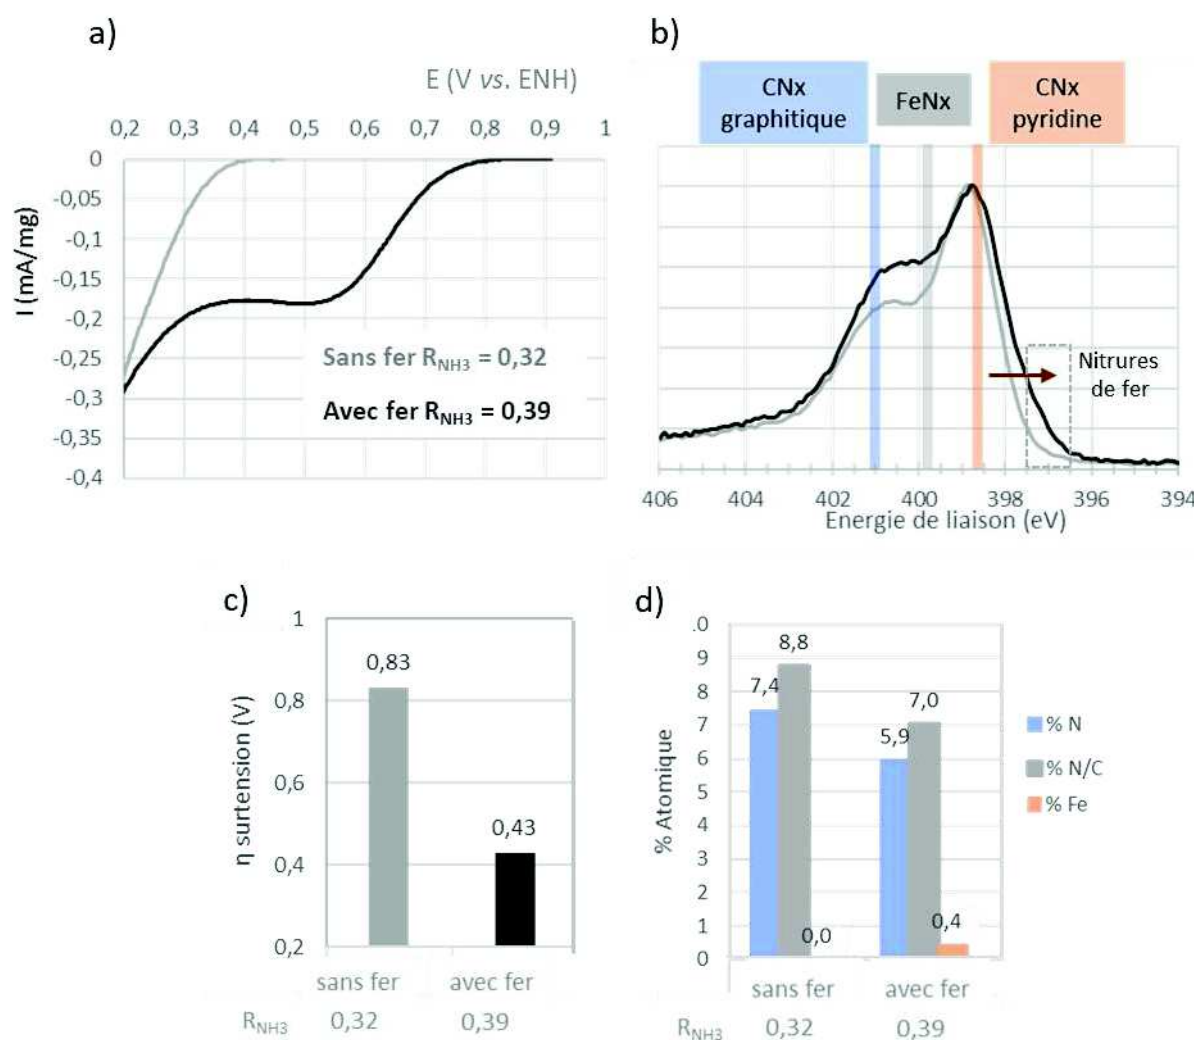 a)
E (V vs. ENH)
0,2 0,3 0,4 0,5 0,6 0,7 0,8 0,9 1
0
-0,05
-0,1
-0,15
-0,2
-0,25
-0,3
-0,35
-0,4
I (mA/mg)
Sans fer RNH3 = 0,32
Avec fer RNH3 = 0,39
b)
CNx
graphitique
FeNx
CNx
pyridine
Nitrures
de fer
406 404 402 400 398 396 394
Energie de liaison (eV)
c)
η surtension (V)
1
0,8
0,6
0,4
0,2
0,83
0,43
sans fer avec fer
RNH3 0,32 0,39
d)
% Atomique
.0
9
8
7
6
5
4
3
2
1
0
7,4
8,8
0,0
5,9
7,0
0,4
% N
% N/C
% Fe
sans fer avec fer
RNH3 0,32 0,39